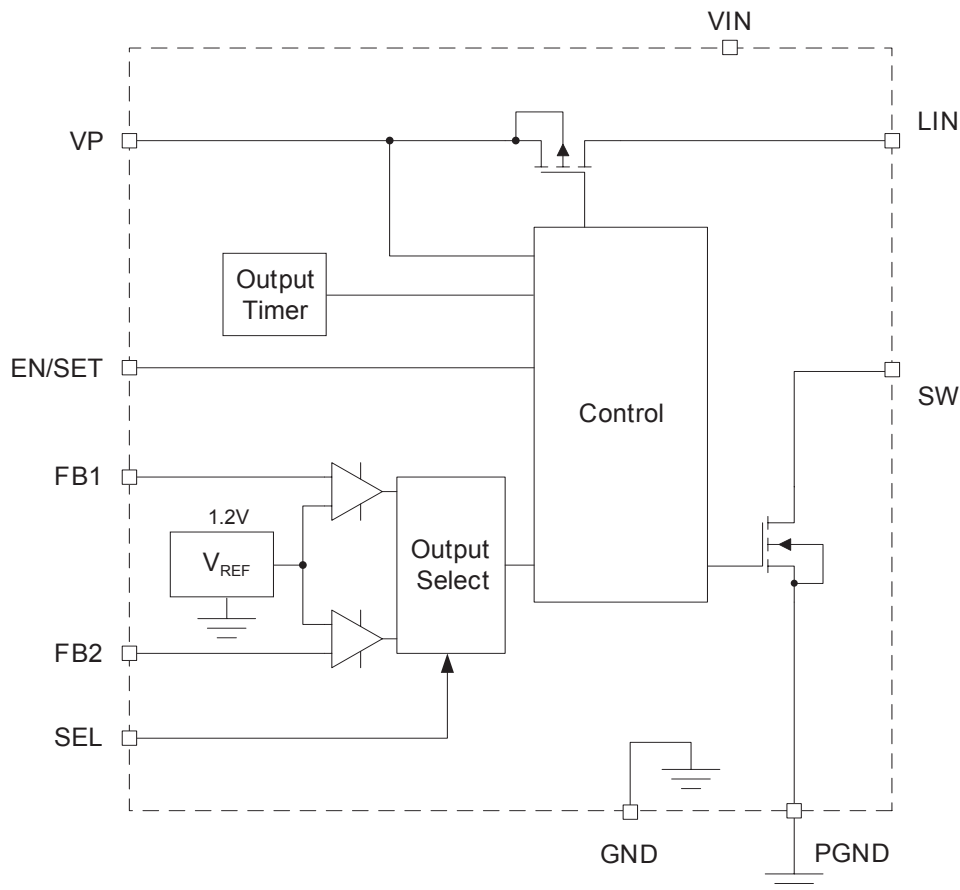 VIN
LIN
VP
Output
Timer
EN/SET
Control
SW
FB1
1.2V
VREF
Output
Select
FB2
SEL
GND
PGND